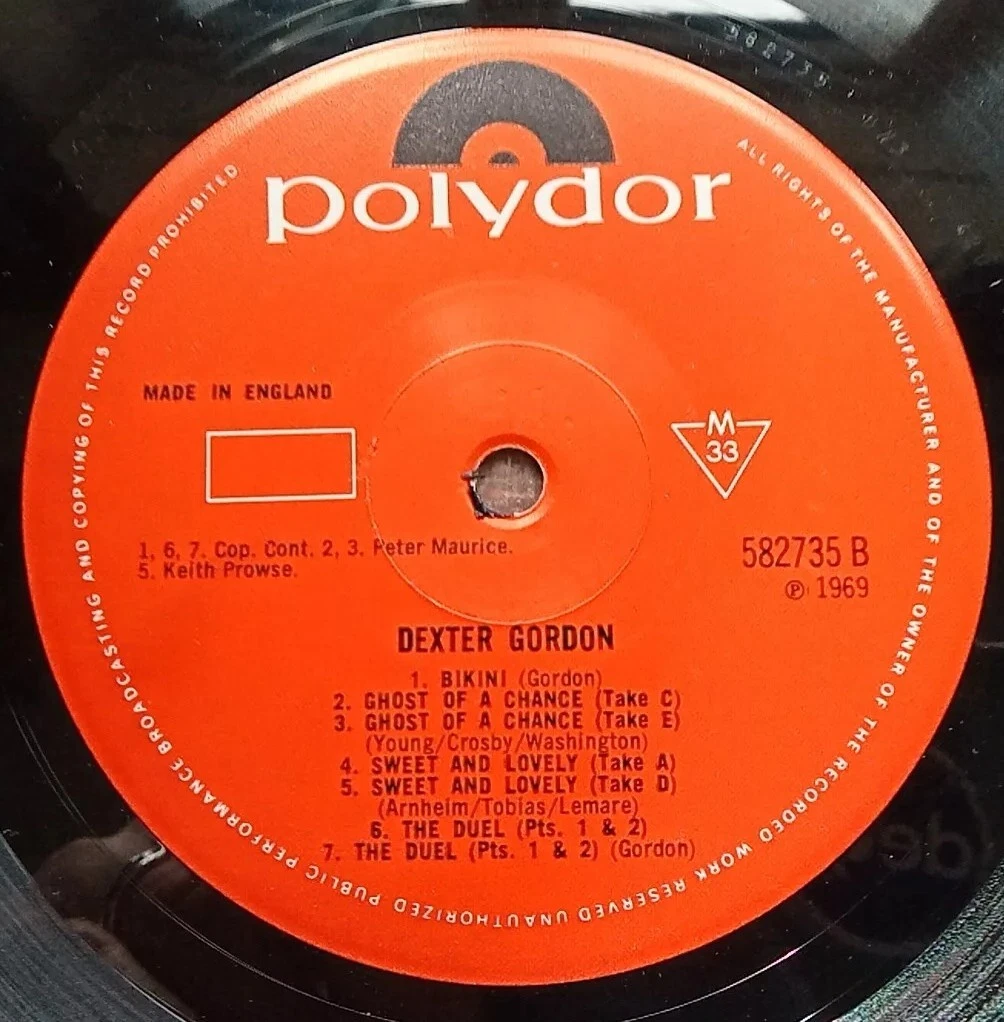 582735
polydor
ALL RIGHTS OF THE MANUFACTURER AND OF THE OWNER OF THE RECORDED WORK RESERVED UNAUTHORIZED PUBLIC PERFORMANCE BROADCASTING AND COPYING OF THIS RECORD PROHIBITED
MADE IN ENGLAND
M
33
1, 6, 7. Cop. Cont. 2, 3. Peter Maurice.
5. Keith Prowse.
582735 B
℗ 1969
DEXTER GORDON
1. BIKINI (Gordon)
2. GHOST OF A CHANCE (Take C)
3. GHOST OF A CHANCE (Take E)
(Young/Crosby/Washington)
4. SWEET AND LOVELY (Take A)
5. SWEET AND LOVELY (Take D)
(Arnheim/Tobias/Lemare)
6. THE DUEL (Pts. 1 & 2)
7. THE DUEL (Pts. 1 & 2) (Gordon)